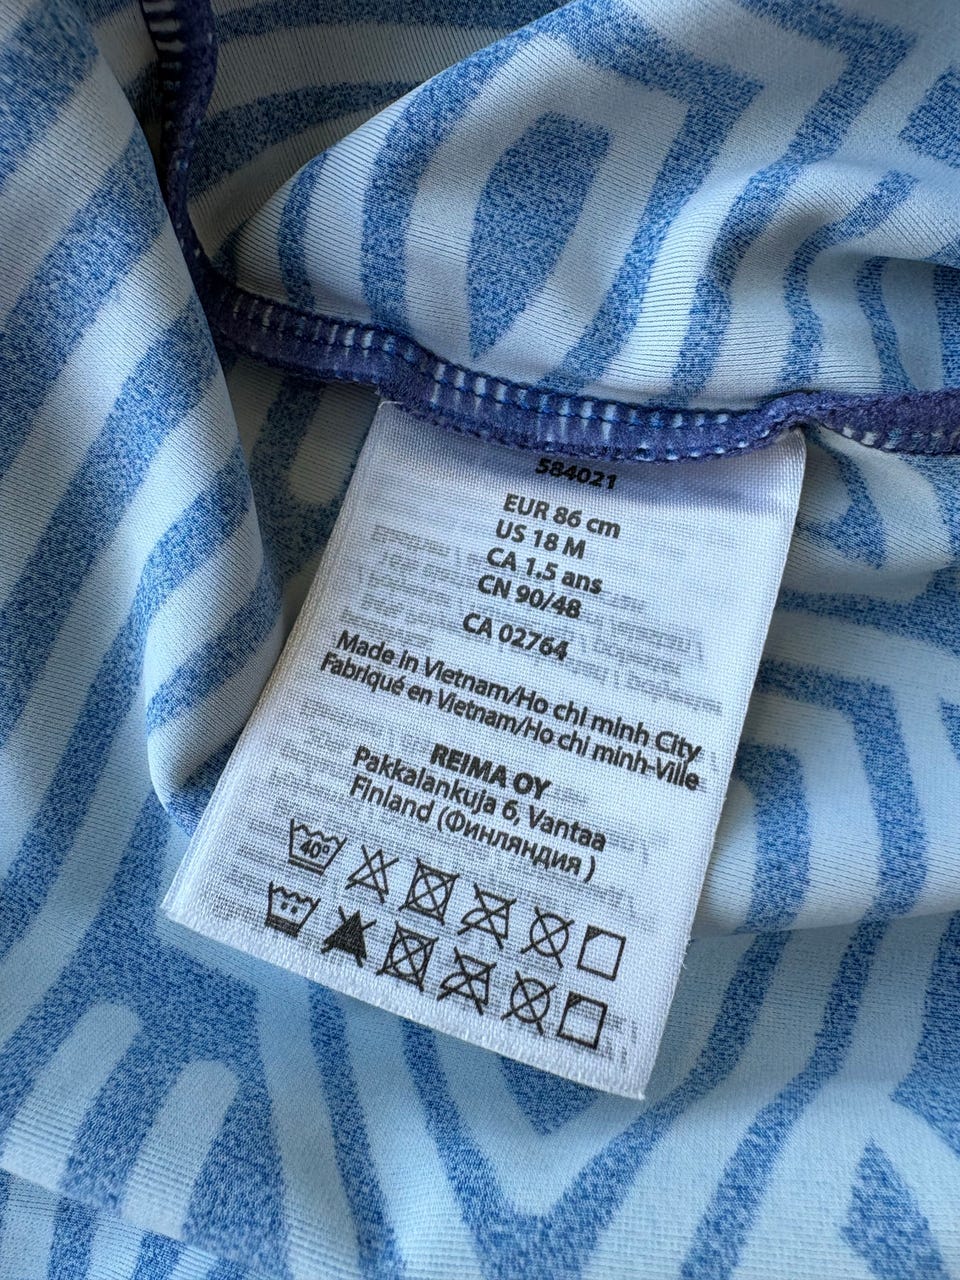 584021
EUR 86 cm
US 18 M
CA 1.5 ans
CN 90/48
CA 02764
Made in Vietnam/Ho chi minh City
Fabriqué en Vietnam/Ho chi minh-Ville
REIMA OY
Pakkalankuja 6, Vantaa
Finland (Финляндия )
40°